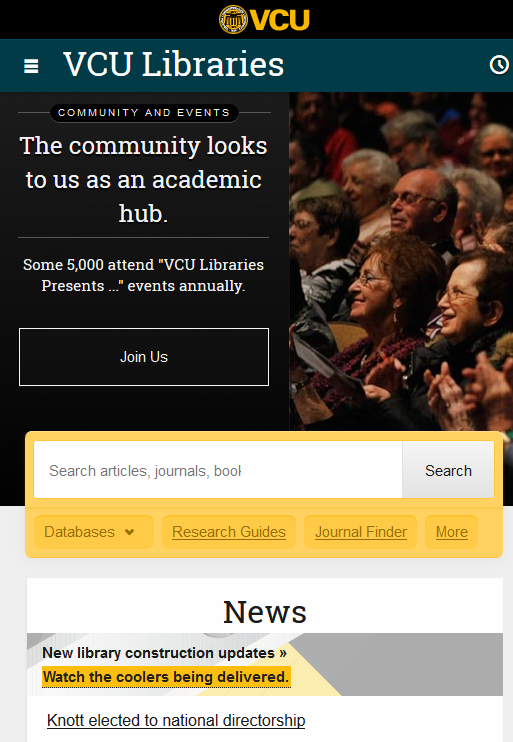 VCU
VCU Libraries
COMMUNITY AND EVENTS
The community looks
to us as an academic
hub.
Some 5,000 attend "VCU Libraries
Presents ..." events annually.
Join Us
Search articles, journals, book
Search
Databases
Research Guides
Journal Finder
More
News
New library construction updates »
Watch the coolers being delivered.
Knott elected to national directorship